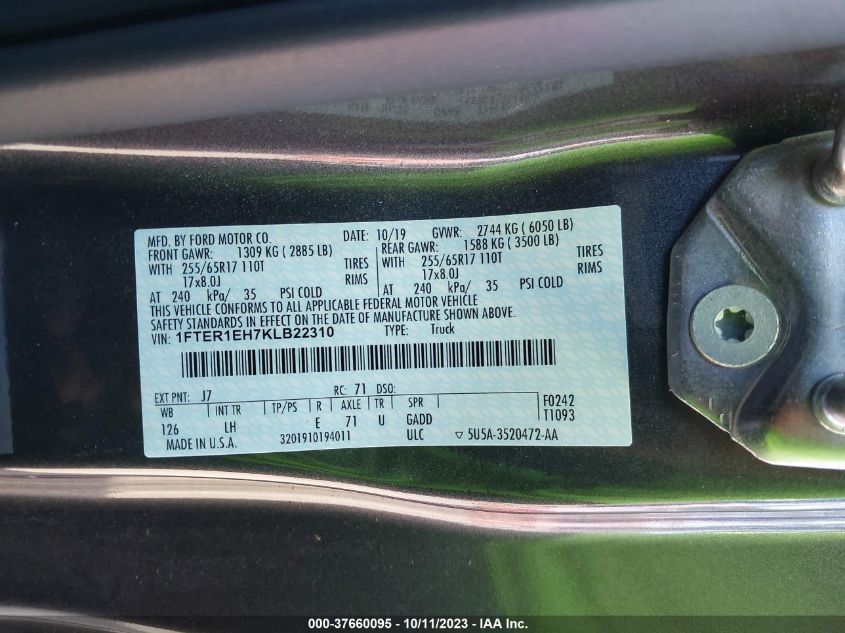 MFD. BY FORD MOTOR CO. DATE: 10/19 GVWR: 2744 KG ( 6050 LB)
FRONT GAWR: 1309 KG ( 2885 LB) REAR GAWR: 1588 KG ( 3500 LB)
WITH 255/65R17 110T TIRES WITH 255/65R17 110T TIRES
17x8.0J RIMS 17x8.0J RIMS
AT 240 kPa/ 35 PSI COLD AT 240 kPa/ 35 PSI COLD
THIS VEHICLE CONFORMS TO ALL APPLICABLE FEDERAL MOTOR VEHICLE
SAFETY STANDARDS IN EFFECT ON THE DATE OF MANUFACTURE SHOWN ABOVE.
VIN: 1FTER1EH7KLB22310 TYPE: Truck
EXT PNT: J7 RC: 71 DSO:
WB INT TR TP/PS R AXLE TR SPR F0242
126 LH E 71 U GADD T1093
MADE IN U.S.A. 3201910194011 ULC ▽ 5U5A-3520472-AA
000-37660095 - 10/11/2023 - USA - IAA Inc.